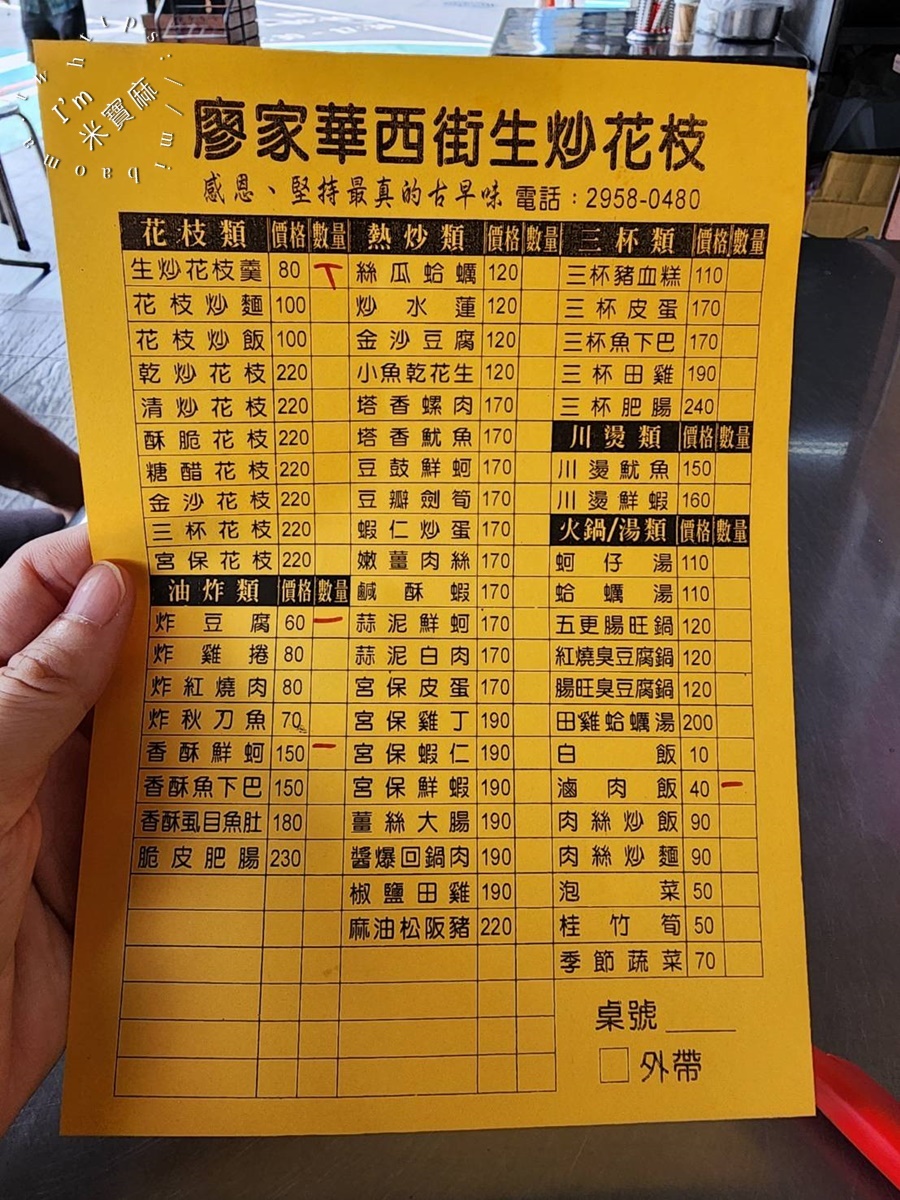 I'm
米寶麻
廖家華西街生炒花枝
感恩、堅持最真的古早味 電話：2958-0480
花枝類 價格 數量
生炒花枝羹 80
花枝炒麵 100
花枝炒飯 100
乾炒花枝 220
清炒花枝 220
酥脆花枝 220
糖醋花枝 220
金沙花枝 220
三杯花枝 220
宮保花枝 220
油炸類 價格 數量
炸豆腐 60
炸雞捲 80
炸紅燒肉 80
炸秋刀魚 70
香酥鮮蚵 150
香酥魚下巴 150
香酥虱目魚肚 180
脆皮肥腸 230
熱炒類 價格 數量
絲瓜蛤蠣 120
炒水蓮 120
金沙豆腐 120
小魚乾花生 120
塔香螺肉 170
塔香魷魚 170
豆鼓鮮蚵 170
豆瓣劍筍 170
蝦仁炒蛋 170
嫩薑肉絲 170
鹹酥蝦 170
蒜泥鮮蚵 170
蒜泥白肉 170
宮保皮蛋 170
宮保雞丁 190
宮保蝦仁 190
宮保鮮蝦 190
薑絲大腸 190
醬爆回鍋肉 190
椒鹽田雞 190
麻油松阪豬 220
三杯類 價格 數量
三杯豬血糕 110
三杯皮蛋 170
三杯魚下巴 170
三杯田雞 190
三杯肥腸 240
川燙類 價格 數量
川燙魷魚 150
川燙鮮蝦 160
火鍋/湯類 價格 數量
蚵仔湯 110
蛤蠣湯 110
五更腸旺鍋 120
紅燒臭豆腐鍋 120
腸旺臭豆腐鍋 120
田雞蛤蠣湯 200
白飯 10
滷肉飯 40
肉絲炒飯 90
肉絲炒麵 90
泡菜 50
桂竹筍 50
季節蔬菜 70
桌號
外帶